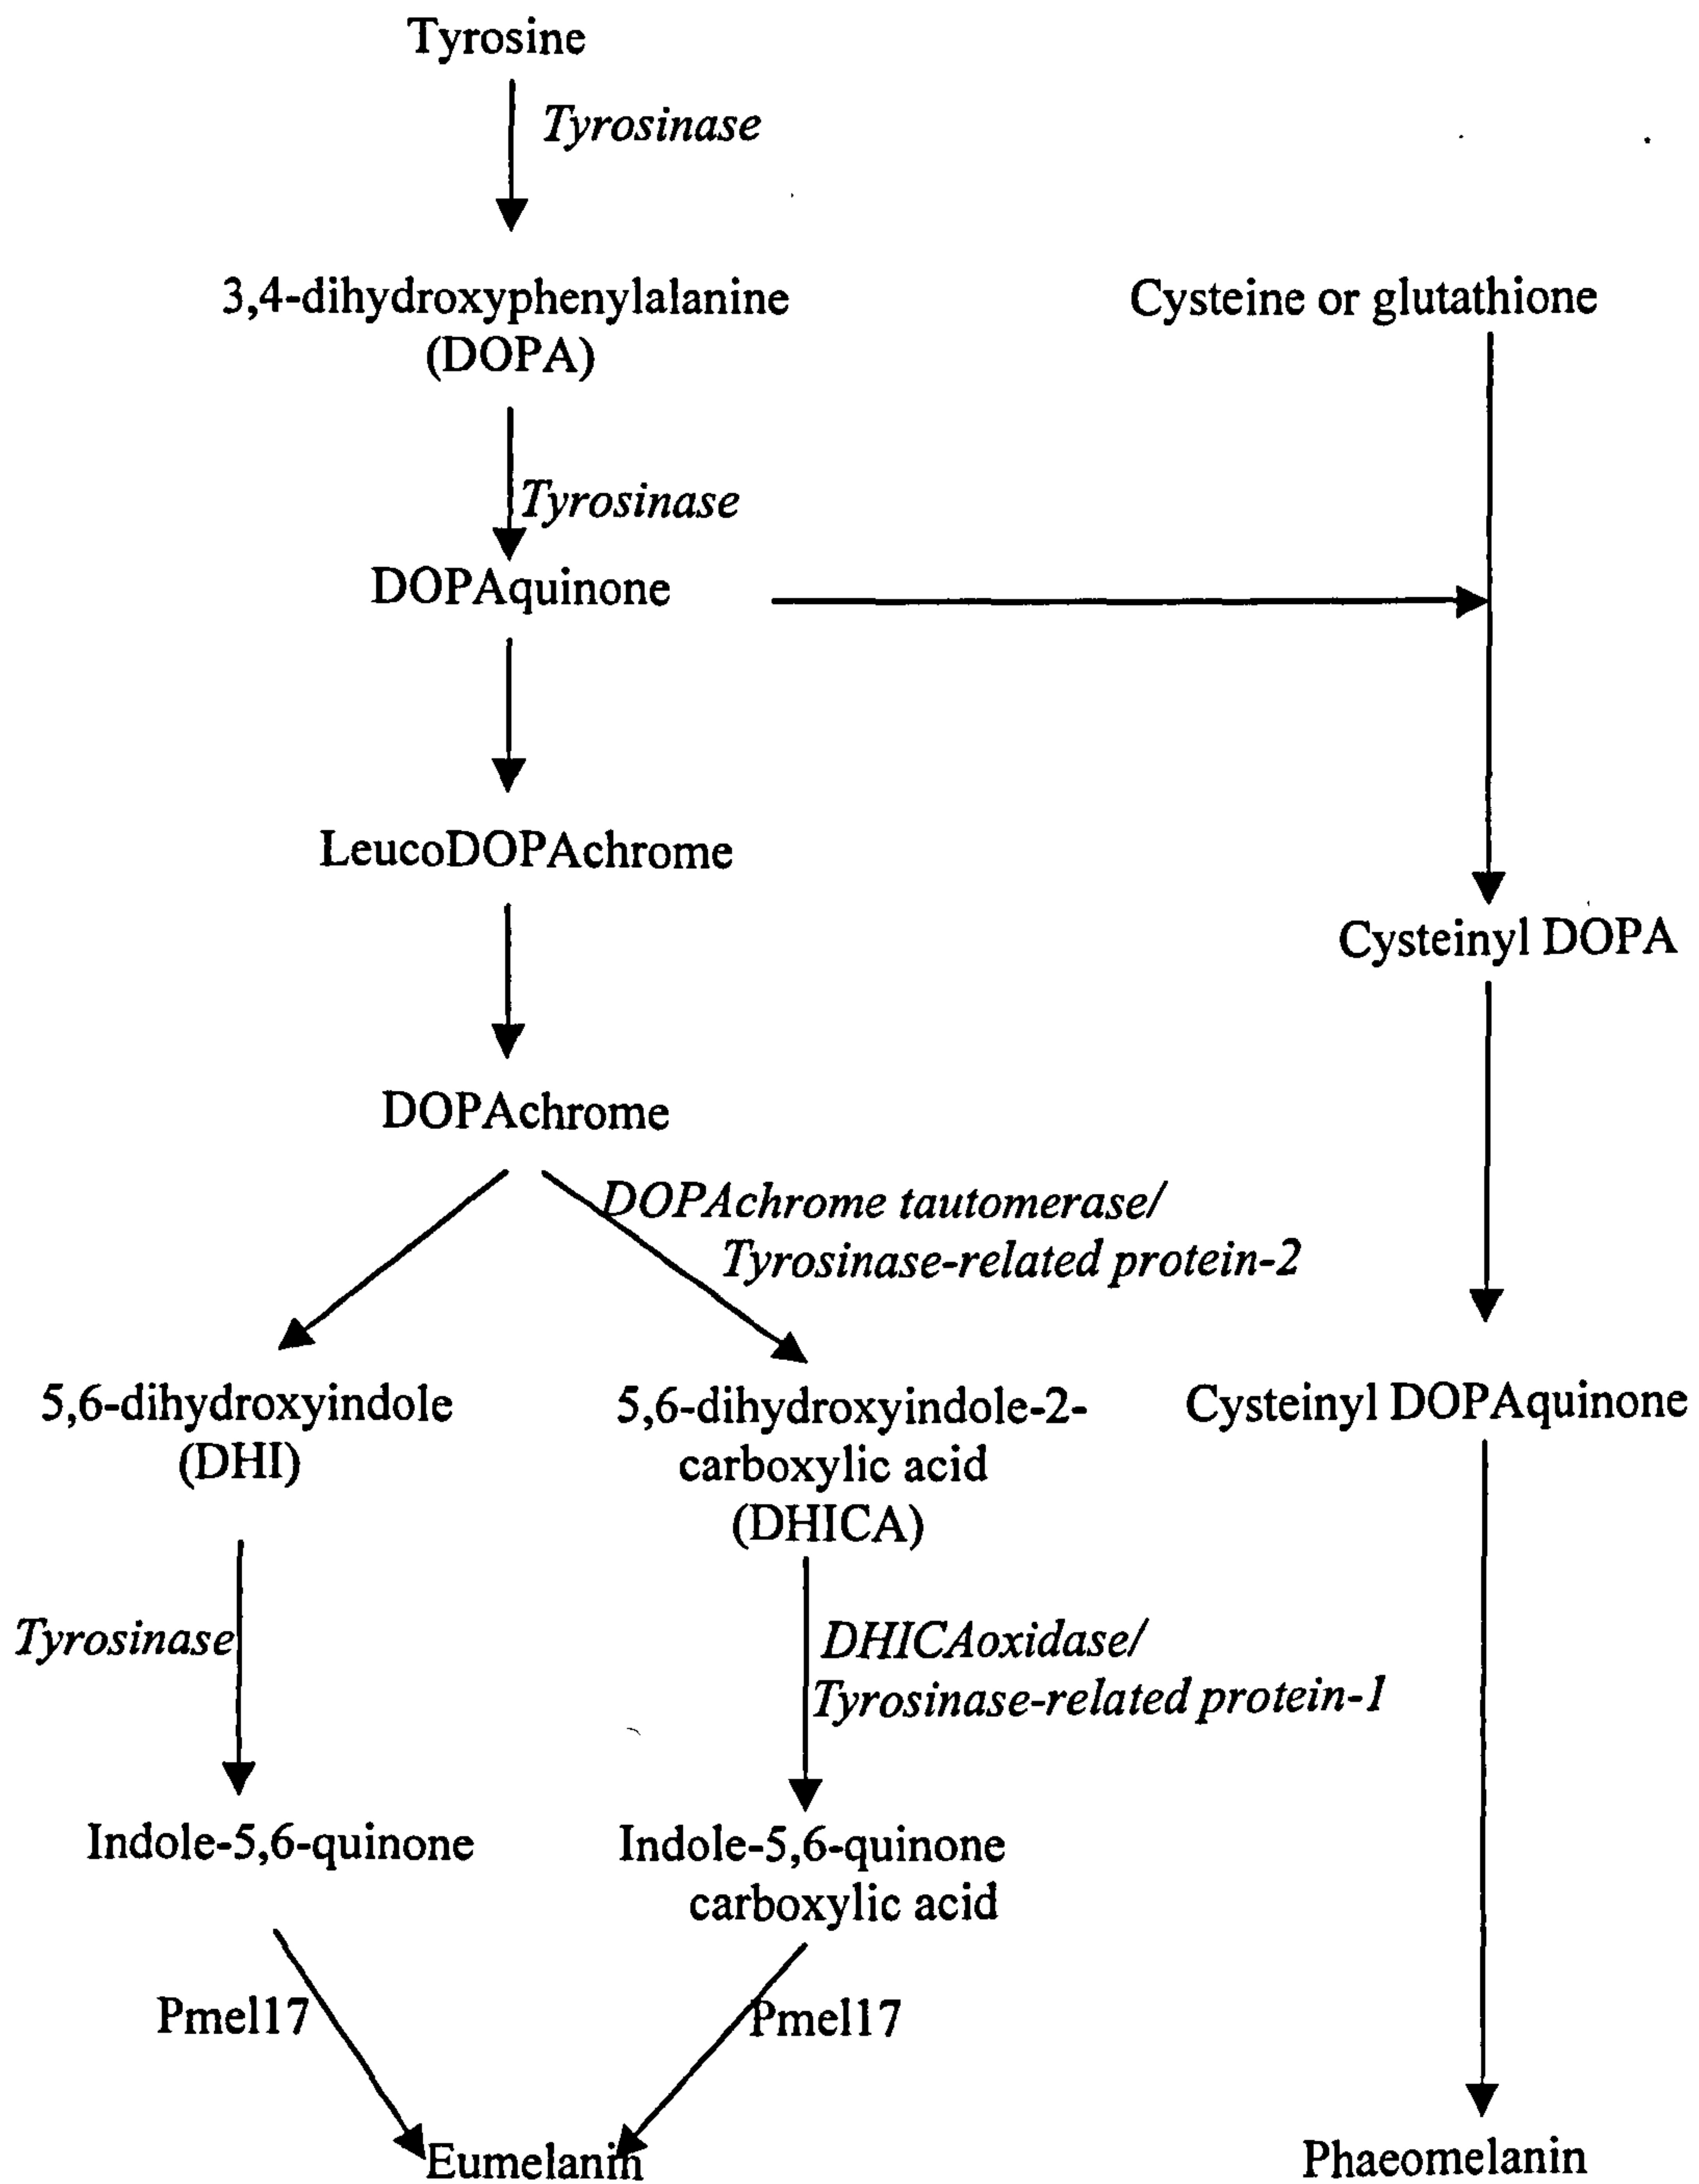 Tyrosine
Tyrosinase
3,4-dihydroxyphenylalanine
(DOPA)
Cysteine or glutathione
Tyrosinase
DOPAquinone
LeucoDOPAchrome
Cysteinyl DOPA
DOPAchrome
DOPAchrome tautomerase/
Tyrosinase-related protein-2
5,6-dihydroxyindole
(DHI)
5,6-dihydroxyindole-2-
carboxylic acid
(DHICA)
Cysteinyl DOPAquinone
Tyrosinase
DHICAoxidase/
Tyrosinase-related protein-1
Indole-5,6-quinone
Indole-5,6-quinone
carboxylic acid
Pmel17
Pmel17
Eumelanin
Phaeomelanin